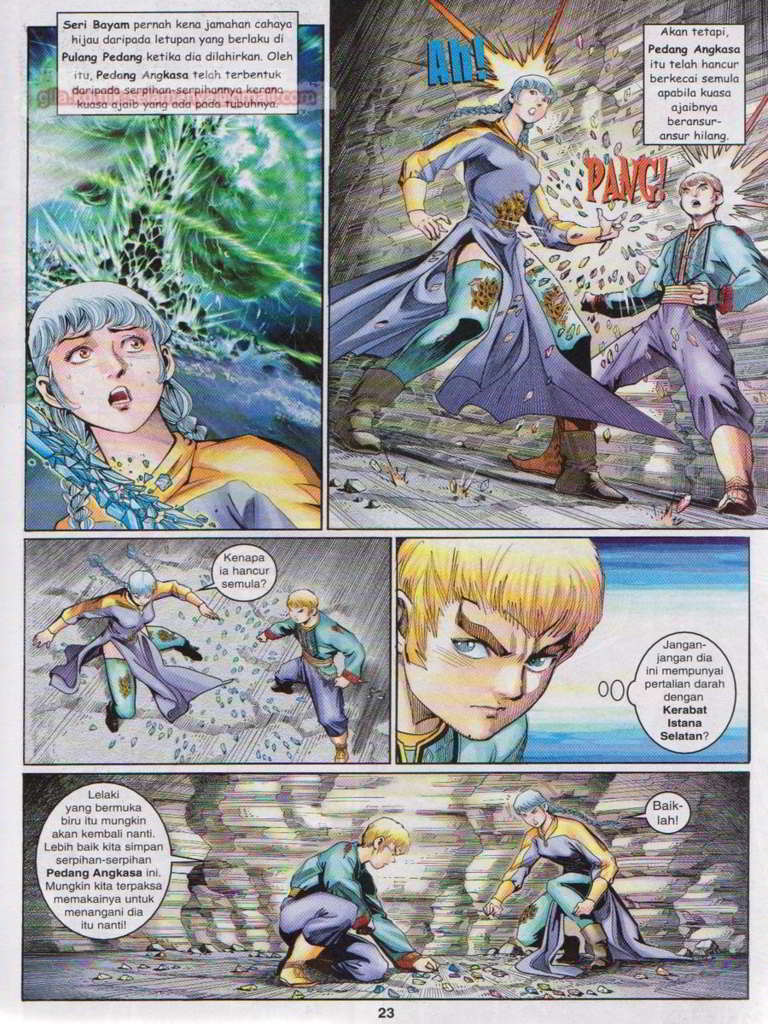 Seri Bayam pernah kena jamahan cahaya
hijau daripada letupan yang berlaku di
Pulang Pedang ketika dia dilahirkan. Oleh
itu, Pedang Angkasa telah terbentuk
daripada serpihan-serpihannya kerana
kuasa ajaib yang ada pada tubuhnya.
Ah!
Akan tetapi,
Pedang Angkasa
itu telah hancur
berkecai semula
apabila kuasa
ajaibnya
beransur-
ansur hilang.
PANG!
Kenapa
ia hancur
semula?
Jangan-
jangan dia
ini mempunyai
pertalian darah
dengan
Kerabat
Istana
Selatan?
Lelaki
yang bermuka
biru itu mungkin
akan kembali nanti.
Lebih baik kita simpan
serpihan-serpihan
Pedang Angkasa ini.
Mungkin kita terpaksa
memakainya untuk
menangani dia
itu nanti!
Baik-
lah!
23